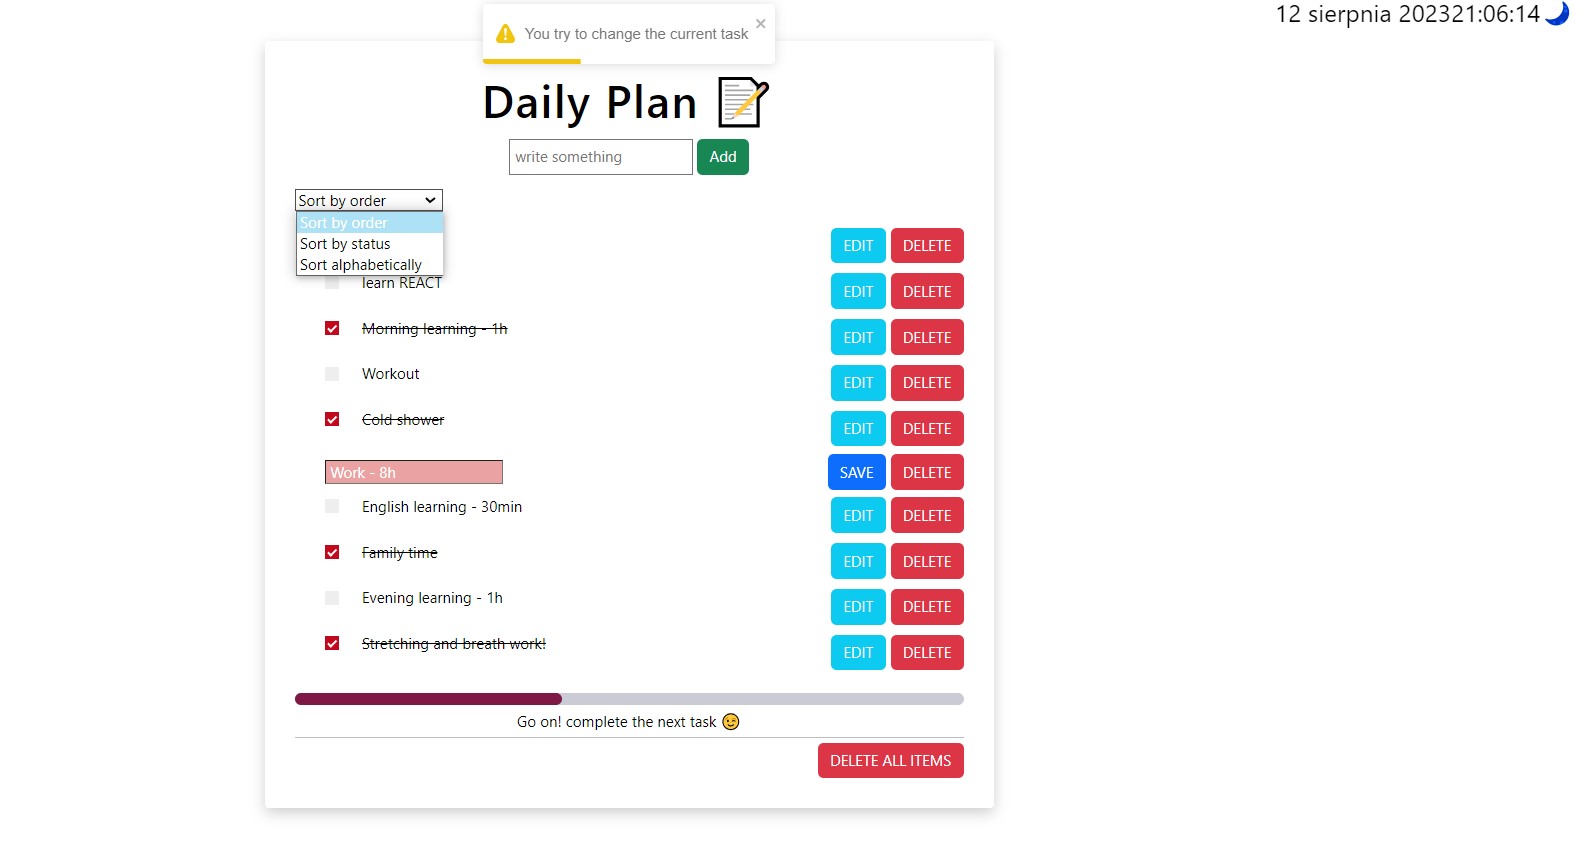 12 sierpnia 202321:06:14
You try to change the current task
Daily Plan
write something
Add
Sort by order
Sort by order
Sort by status
Sort alphabetically
EDIT DELETE
learn REACT EDIT DELETE
Morning learning - 1h EDIT DELETE
Workout EDIT DELETE
Cold shower EDIT DELETE
Work - 8h SAVE DELETE
English learning - 30min EDIT DELETE
Family time EDIT DELETE
Evening learning - 1h EDIT DELETE
Stretching and breath work! EDIT DELETE
Go on! complete the next task 😉
DELETE ALL ITEMS